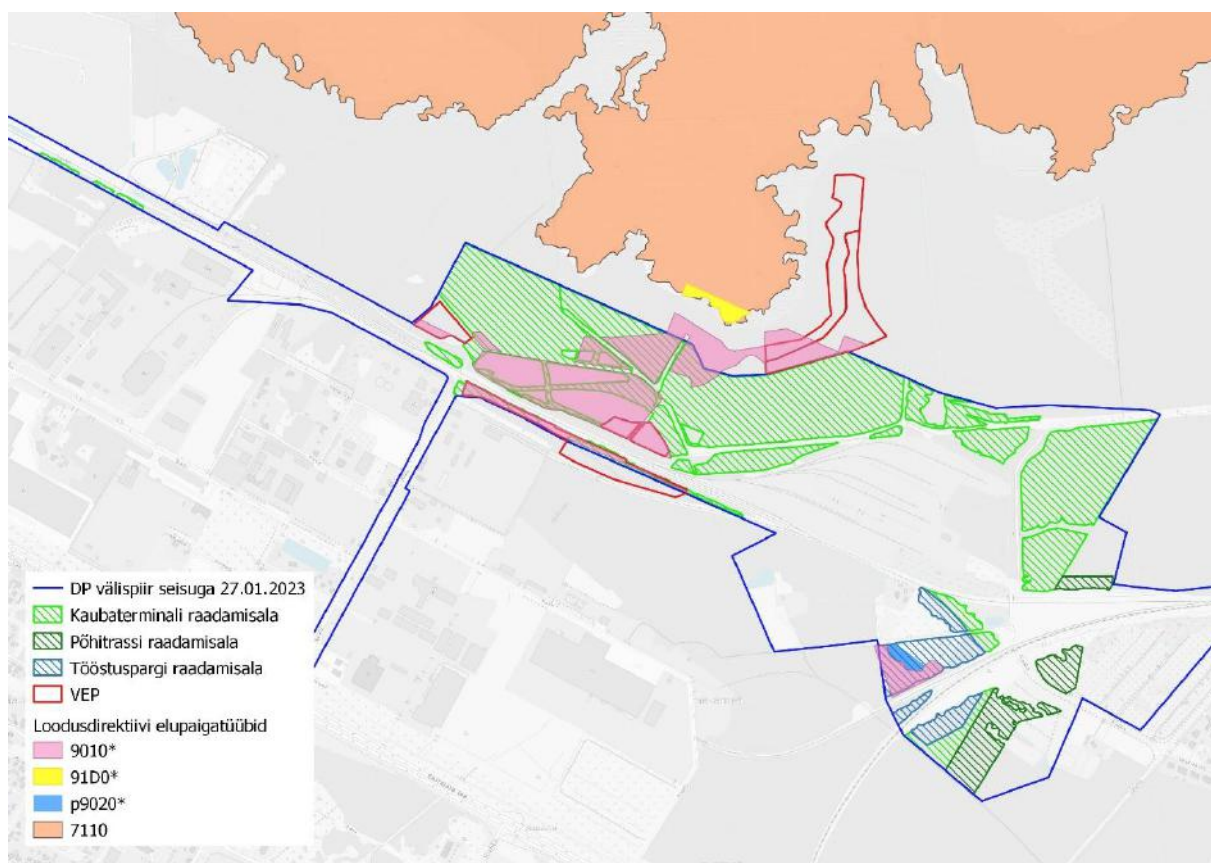 DP välispiir seisuga 27.01.2023
Kaubaterminali raadamisala
Põhitrassi raadamisala
Tööstuspargi raadamisala
VEP
Loodusdirektiivi elupaigatüübid
9010*
91D0*
p9020*
7110